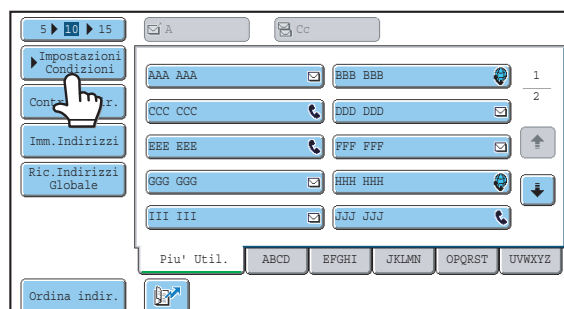 5 10 15
A
Cc
Impostazioni
Condizioni
AAA AAA
BBB BBB
1
2
CCC CCC
DDD DDD
Imm.Indirizzi
EEE EEE
FFF FFF
Ric.Indirizzi
Globale
GGG GGG
HHH HHH
III III
JJJ JJJ
Piu' Util.
ABCD
EFGHI
JKLMN
OPQRST
UVWXYZ
Ordina indir.